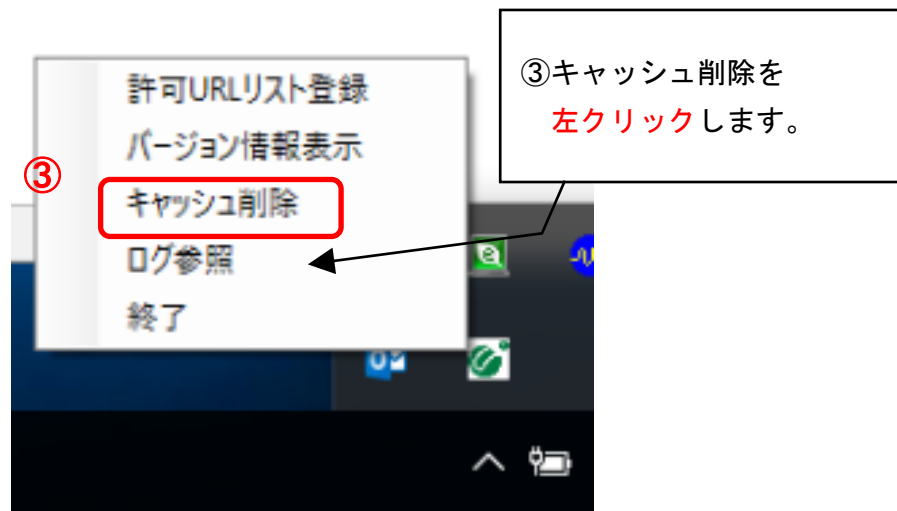 許可URLリスト登録
バージョン情報表示
③
キャッシュ削除
ログ参照
終了
③キャッシュ削除を
左クリックします。